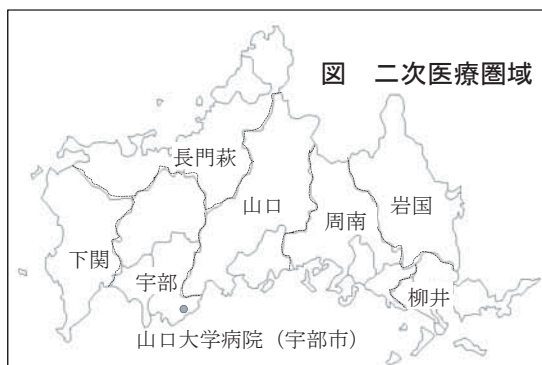 図　二次医療圏域
長門萩
山口
岩国
周南
下関
宇部
柳井
山口大学病院（宇部市）